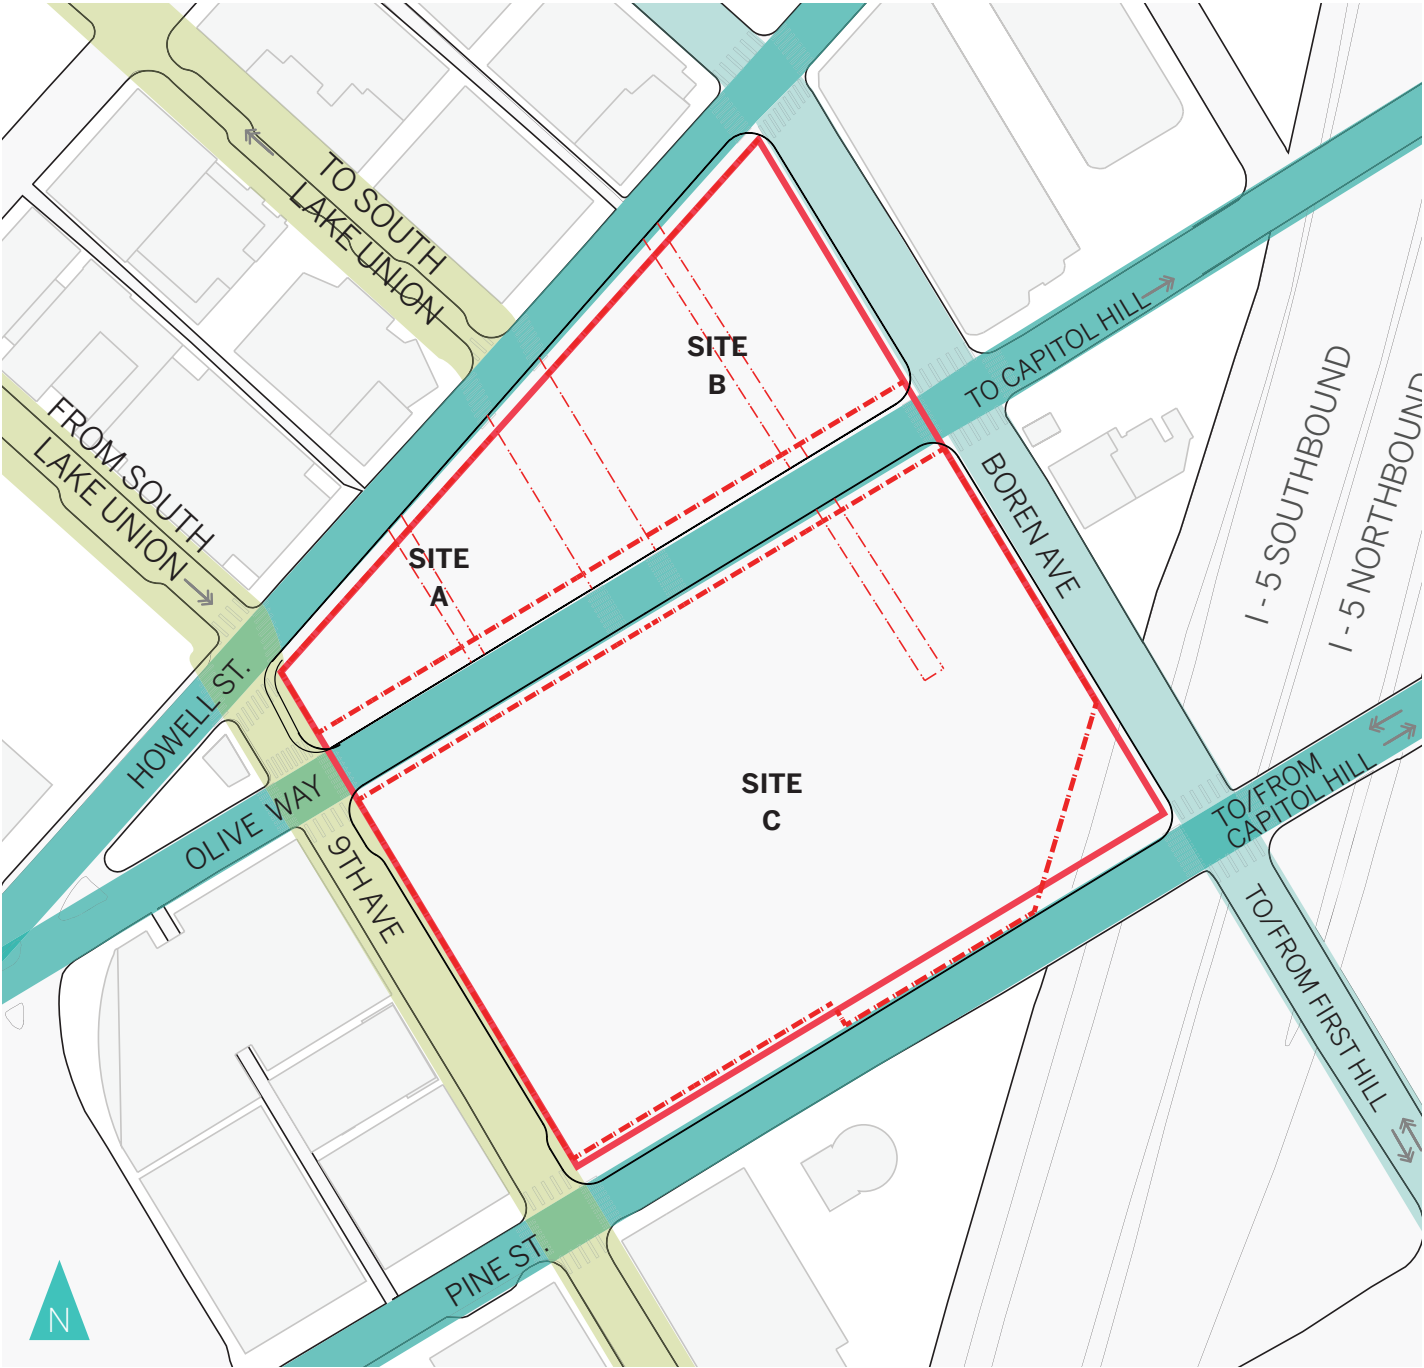 TO SOUTH
LAKE UNION
SITE
B
TO CAPITOL HILL
FROM SOUTH
LAKE UNION
SITE
A
BOREN AVE
I - 5 SOUTHBOUND
I - 5 NORTHBOUND
HOWELL ST.
OLIVE WAY
9TH AVE
SITE
C
TO/FROM
CAPITOL HILL
TO/FROM FIRST HILL
PINE ST.
N